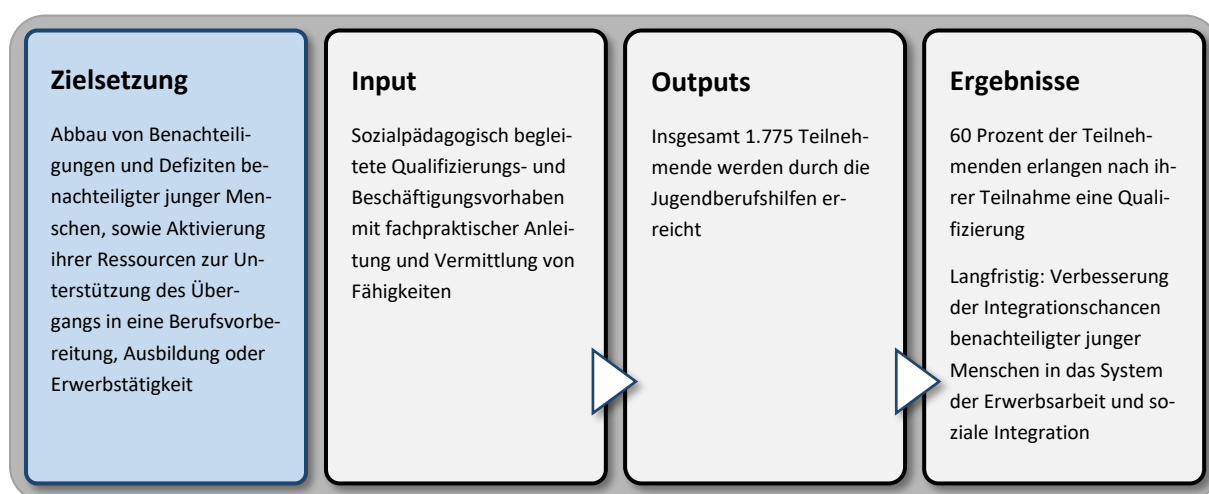 Zielsetzung
Abbau von Benachteili-
gungen und Defiziten be-
nachteiligter junger Men-
schen, sowie Aktivierung
ihrer Ressourcen zur Un-
terstützung des Über-
gangs in eine Berufsvorbe-
reitung, Ausbildung oder
Erwerbstätigkeit
Input
Sozialpädagogisch beglei-
tete Qualifizierungs- und
Beschäftigungsvorhaben
mit fachpraktischer Anlei-
tung und Vermittlung von
Fähigkeiten
Outputs
Insgesamt 1.775 Teilneh-
mende werden durch die
Jugendberufshilfen er-
reicht
Ergebnisse
60 Prozent der Teilneh-
menden erlangen nach ih-
rer Teilnahme eine Quali-
fizierung
Langfristig: Verbesserung
der Integrationschancen
benachteiligter junger
Menschen in das System
der Erwerbsarbeit und so-
ziale Integration